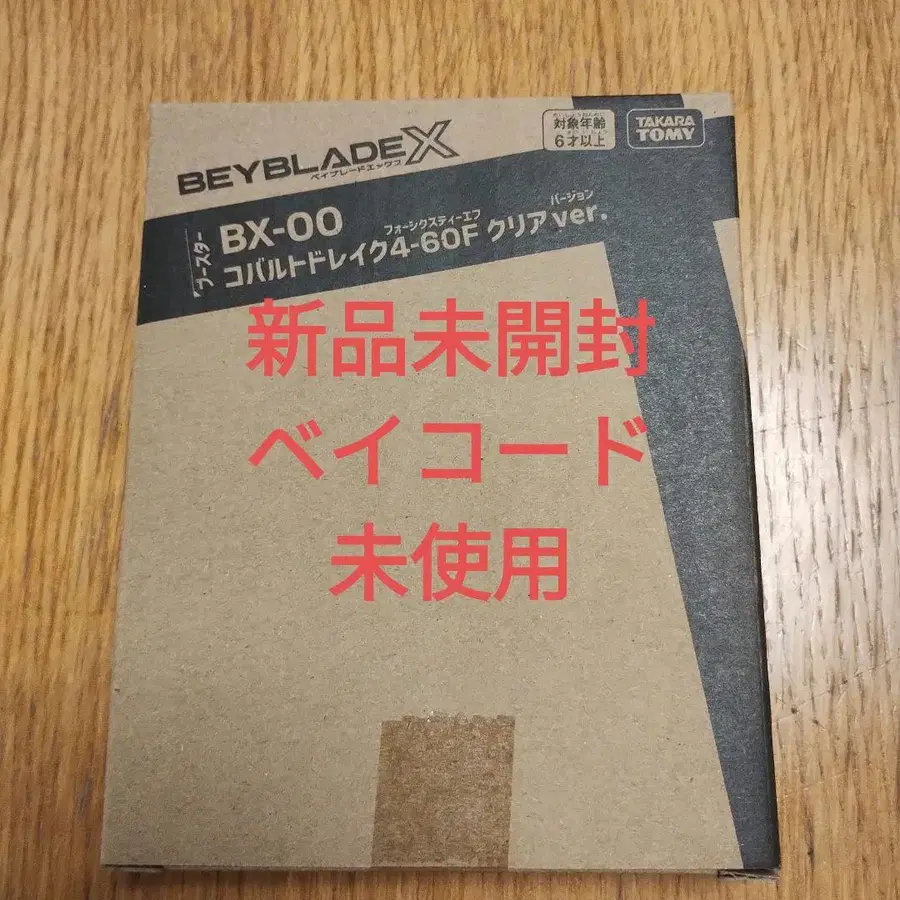 BEYBLADE X
ベイブレードエックス
対象年齢
6才以上
TAKARA
TOMY
ブースター
BX-00
フォーシクスティーエフ
バージョン
コバルトドレイク4-60F クリアver.
新品未開封
ベイコード
未使用